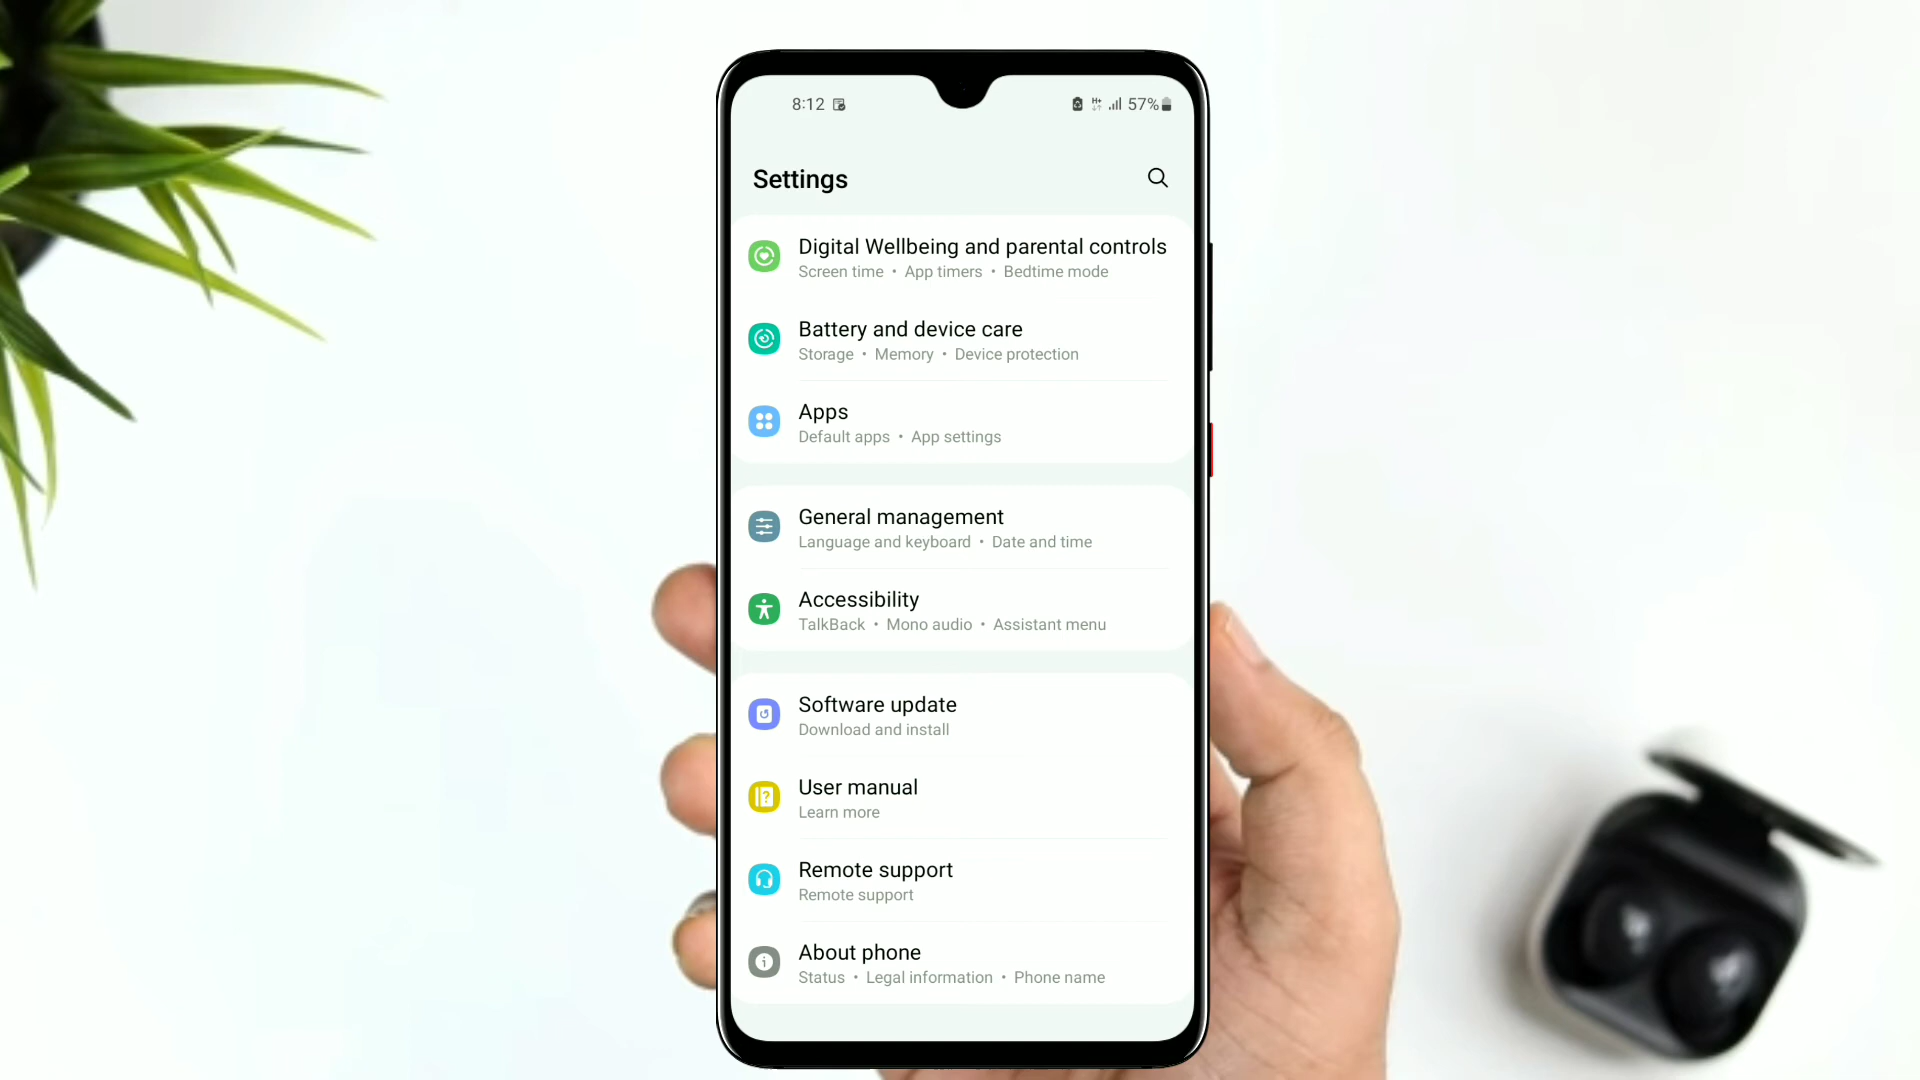 8:12 57%
Settings
Digital Wellbeing and parental controls
Screen time • App timers • Bedtime mode
Battery and device care
Storage • Memory • Device protection
Apps
Default apps • App settings
General management
Language and keyboard • Date and time
Accessibility
TalkBack • Mono audio • Assistant menu
Software update
Download and install
User manual
Learn more
Remote support
Remote support
About phone
Status • Legal information • Phone name